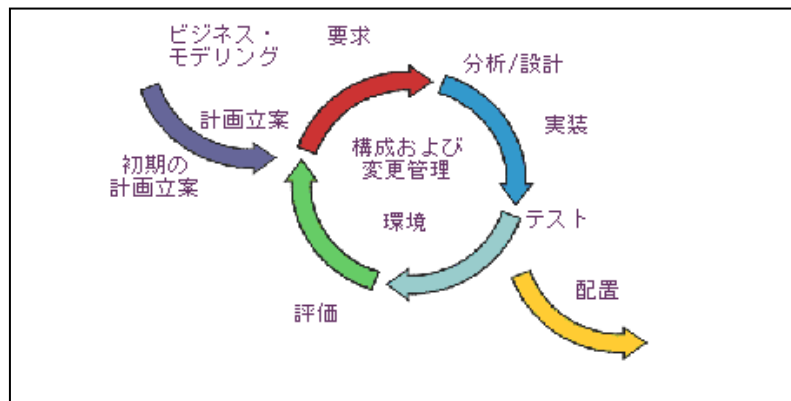 ビジネス・
モデリング
要求
分析/設計
計画立案
実装
初期の
計画立案
構成および
変更管理
環境
テスト
評価
配置